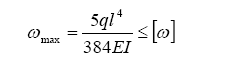 ω_max = 5ql⁴ / 384EI ≤ [ω]